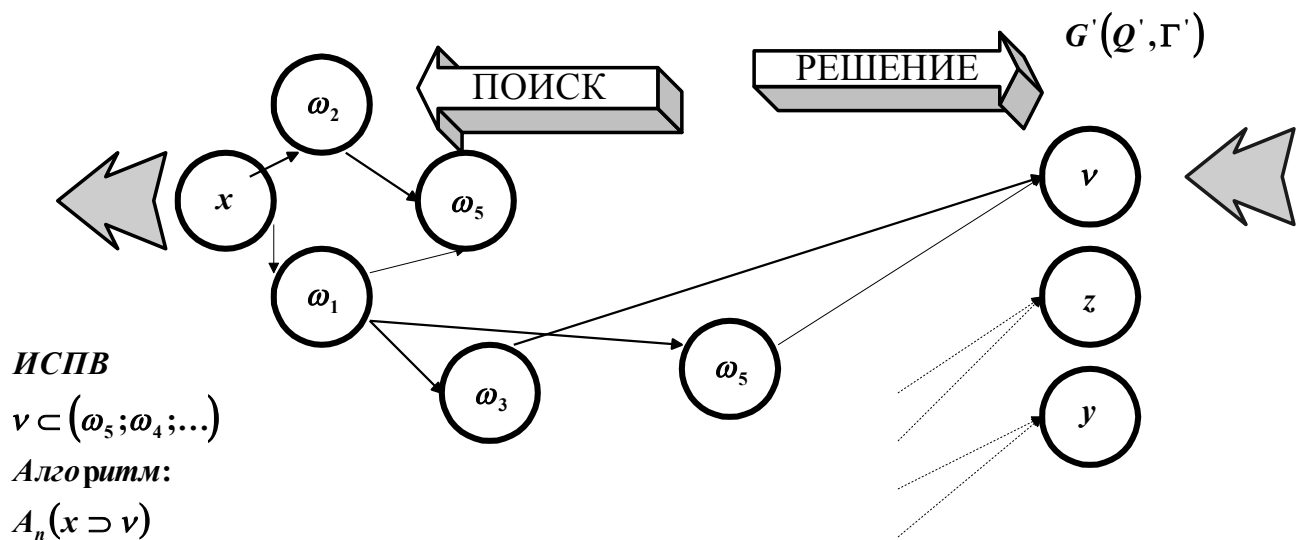 G'(Q',Γ')
ПОИСК
РЕШЕНИЕ
ω₂
x
ω₅
ν
ω₁
z
ω₃
ω₅
y
ИСПВ
ν ⊂ (ω₅;ω₄;…)
Алгоритм:
Aₙ(x ⊃ ν)